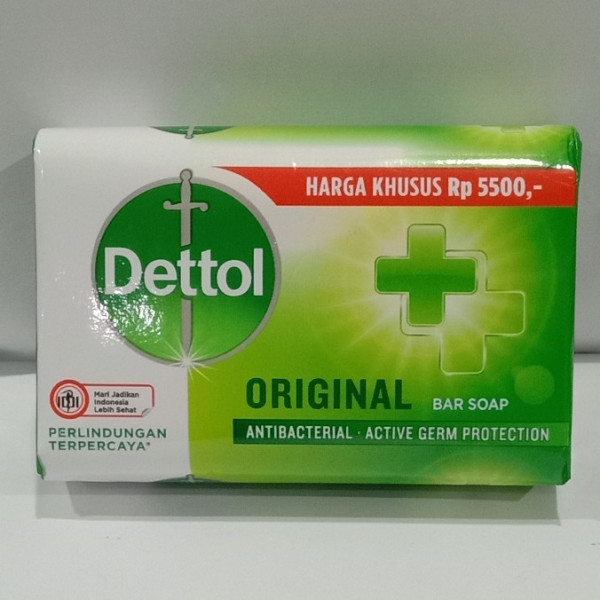 HARGA KHUSUS Rp 5500,-
Dettol
ORIGINAL
BAR SOAP
ANTIBACTERIAL · ACTIVE GERM PROTECTION
Mari Jadikan
Indonesia
Lebih Sehat
PERLINDUNGAN
TERPERCAYA*